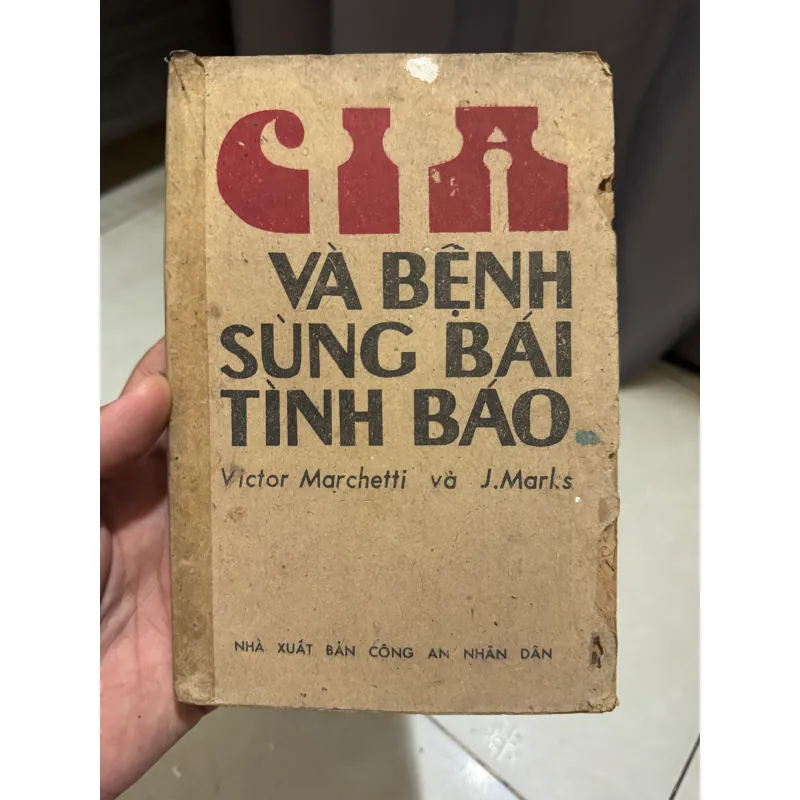 CIA
VÀ BỆNH
SÙNG BÁI
TÌNH BÁO
Victor Marchetti và J.Marks
NHÀ XUẤT BẢN CÔNG AN NHÂN DÂN